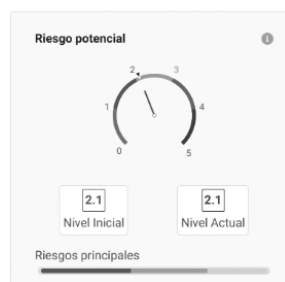 Riesgo potencial
i
2
3
1
4
0
5
2.1
2.1
Nivel Inicial
Nivel Actual
Riesgos principales